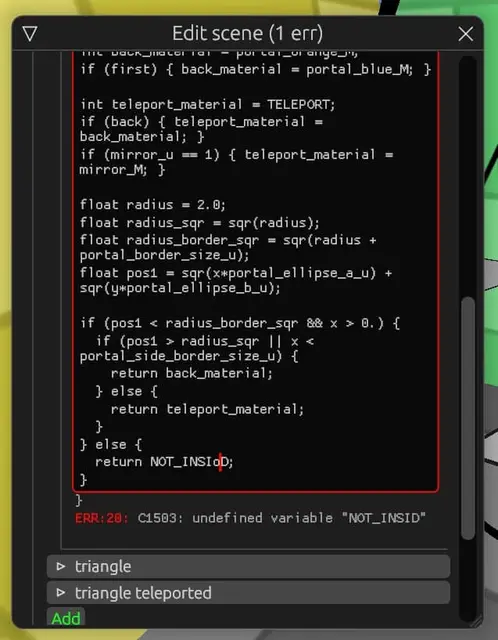 Edit scene (1 err)
int back_material = portal_orange_M;
if (first) { back_material = portal_blue_M; }
int teleport_material = TELEPORT;
if (back) { teleport_material =
back_material; }
if (mirror_u == 1) { teleport_material =
mirror_M; }
float radius = 2.0;
float radius_sqr = sqr(radius);
float radius_border_sqr = sqr(radius +
portal_border_size_u);
float pos1 = sqr(x*portal_ellipse_a_u) +
sqr(y*portal_ellipse_b_u);
if (pos1 < radius_border_sqr && x > 0.) {
if (pos1 > radius_sqr || x <
portal_side_border_size_u) {
return back_material;
} else {
return teleport_material;
}
} else {
return NOT_INSID;
}
}
ERR:20: C1503: undefined variable "NOT_INSID"
triangle
triangle teleported
Add